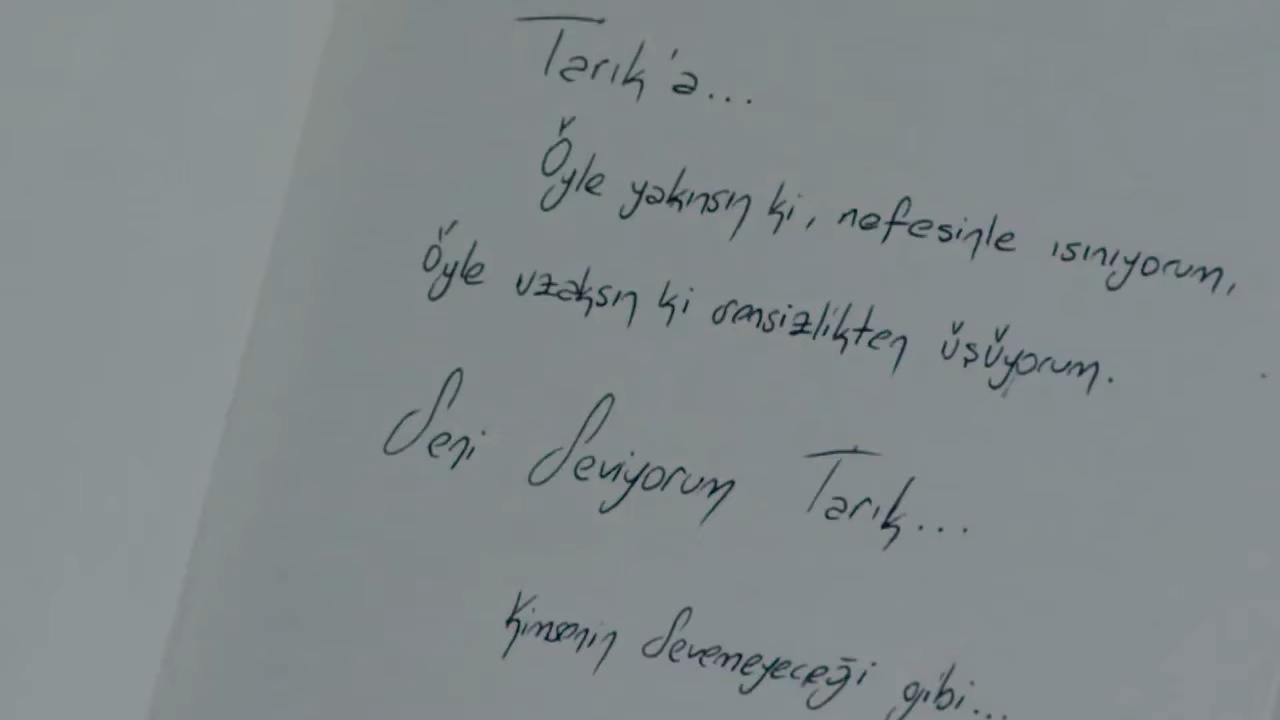 Tarık'a...
Öyle yakınsın ki, nefesinle ısınıyorum,
Öyle uzaksın ki sensizlikten üşüyorum.
Seni Seviyorum Tarık...
Kimsenin Sevemeyeceği gibi...